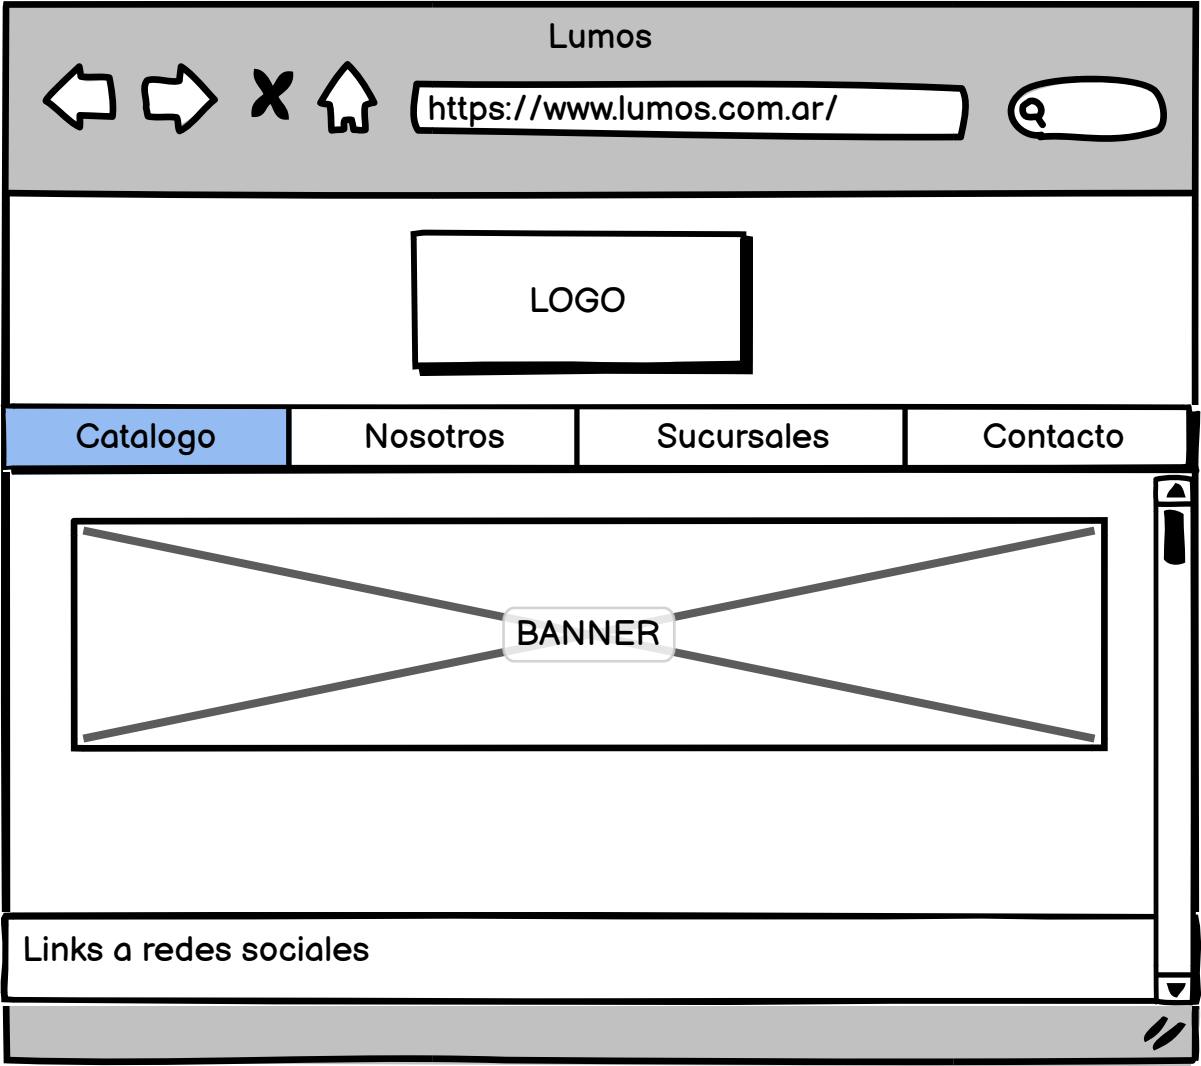 Lumos
https://www.lumos.com.ar/
LOGO
Catalogo
Nosotros
Sucursales
Contacto
BANNER
Links a redes sociales